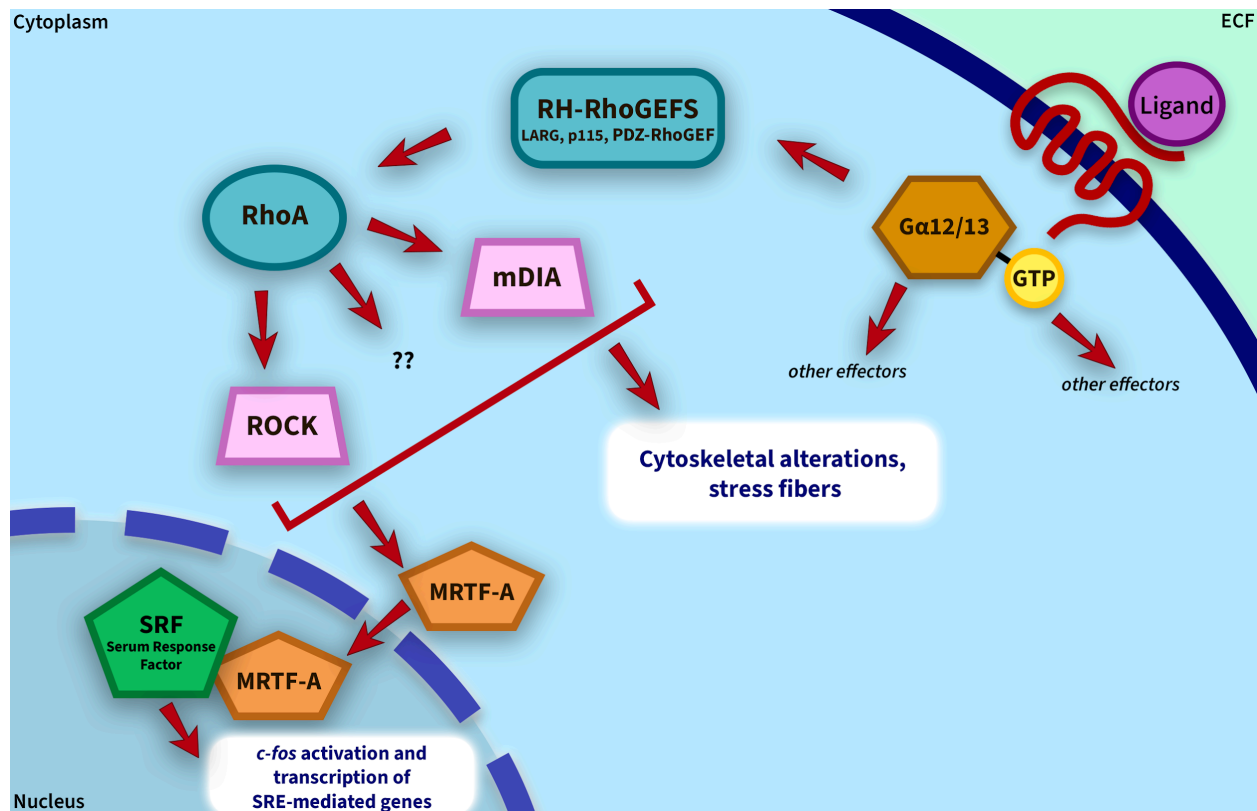 Cytoplasm
ECF
Ligand
RH-RhoGEFS
LARG, p115, PDZ-RhoGEF
RhoA
Gα12/13
GTP
mDIA
??
other effectors
other effectors
ROCK
Cytoskeletal alterations,
stress fibers
MRTF-A
SRF
Serum Response
Factor
MRTF-A
c-fos activation and
transcription of
SRE-mediated genes
Nucleus